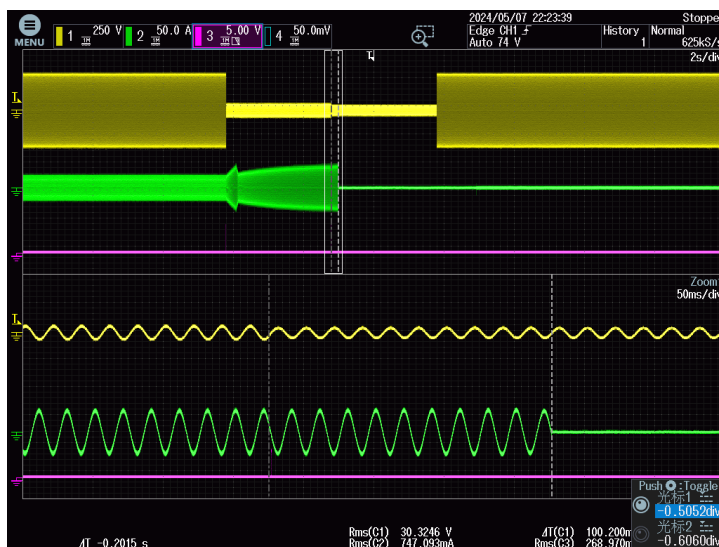 2024/05/07 22:23:39 Stoppe
MENU
1 250 V
2 50.0 A
3 5.00 V
4 50.0mV
Edge CH1
Auto 74 V
History 1
Normal
625kS/s
2s/div
Zoom1
50ms/div
Push :Toggle
光标1
-0.5052div
光标2
-0.6060div
ΔT -0.2015 s
Rms(C1) 30.3246 V
Rms(C2) 747.093mA
ΔT(C1) 100.200m
Rms(C3) 268.970m